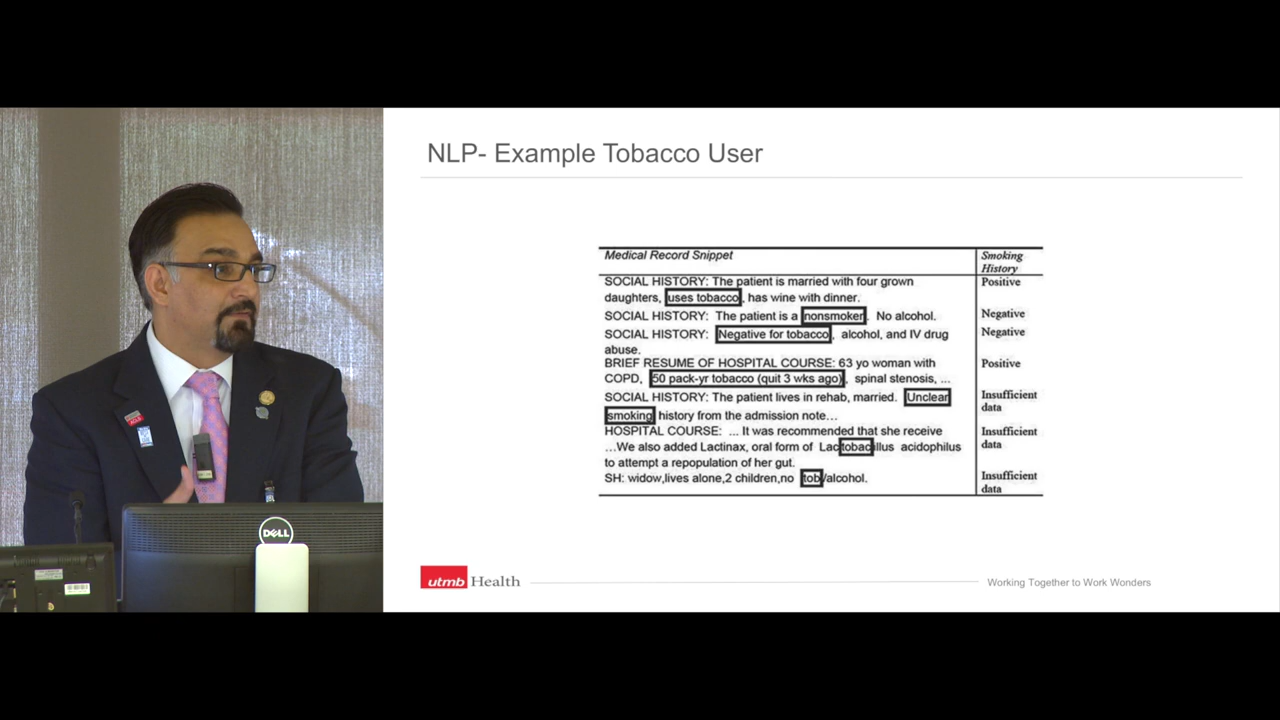 NLP- Example Tobacco User
Medical Record Snippet
Smoking
History
SOCIAL HISTORY: The patient is married with four grown
Positive
daughters, uses tobacco, has wine with dinner.
SOCIAL HISTORY: The patient is a nonsmoker. No alcohol.
Negative
SOCIAL HISTORY: Negative for tobacco, alcohol, and IV drug
Negative
abuse.
BRIEF RESUME OF HOSPITAL COURSE: 63 yo woman with
Positive
COPD, 50 pack-yr tobacco (quit 3 wks ago), spinal stenosis, ...
SOCIAL HISTORY: The patient lives in rehab, married. Unclear
Insufficient
data
smoking history from the admission note…
HOSPITAL COURSE: ... It was recommended that she receive
Insufficient
data
…We also added Lactinax, oral form of Lactobacillus acidophilus
to attempt a repopulation of her gut.
SH: widow,lives alone,2 children,no tob/alcohol.
Insufficient
data
DELL
utmb Health
Working Together to Work Wonders